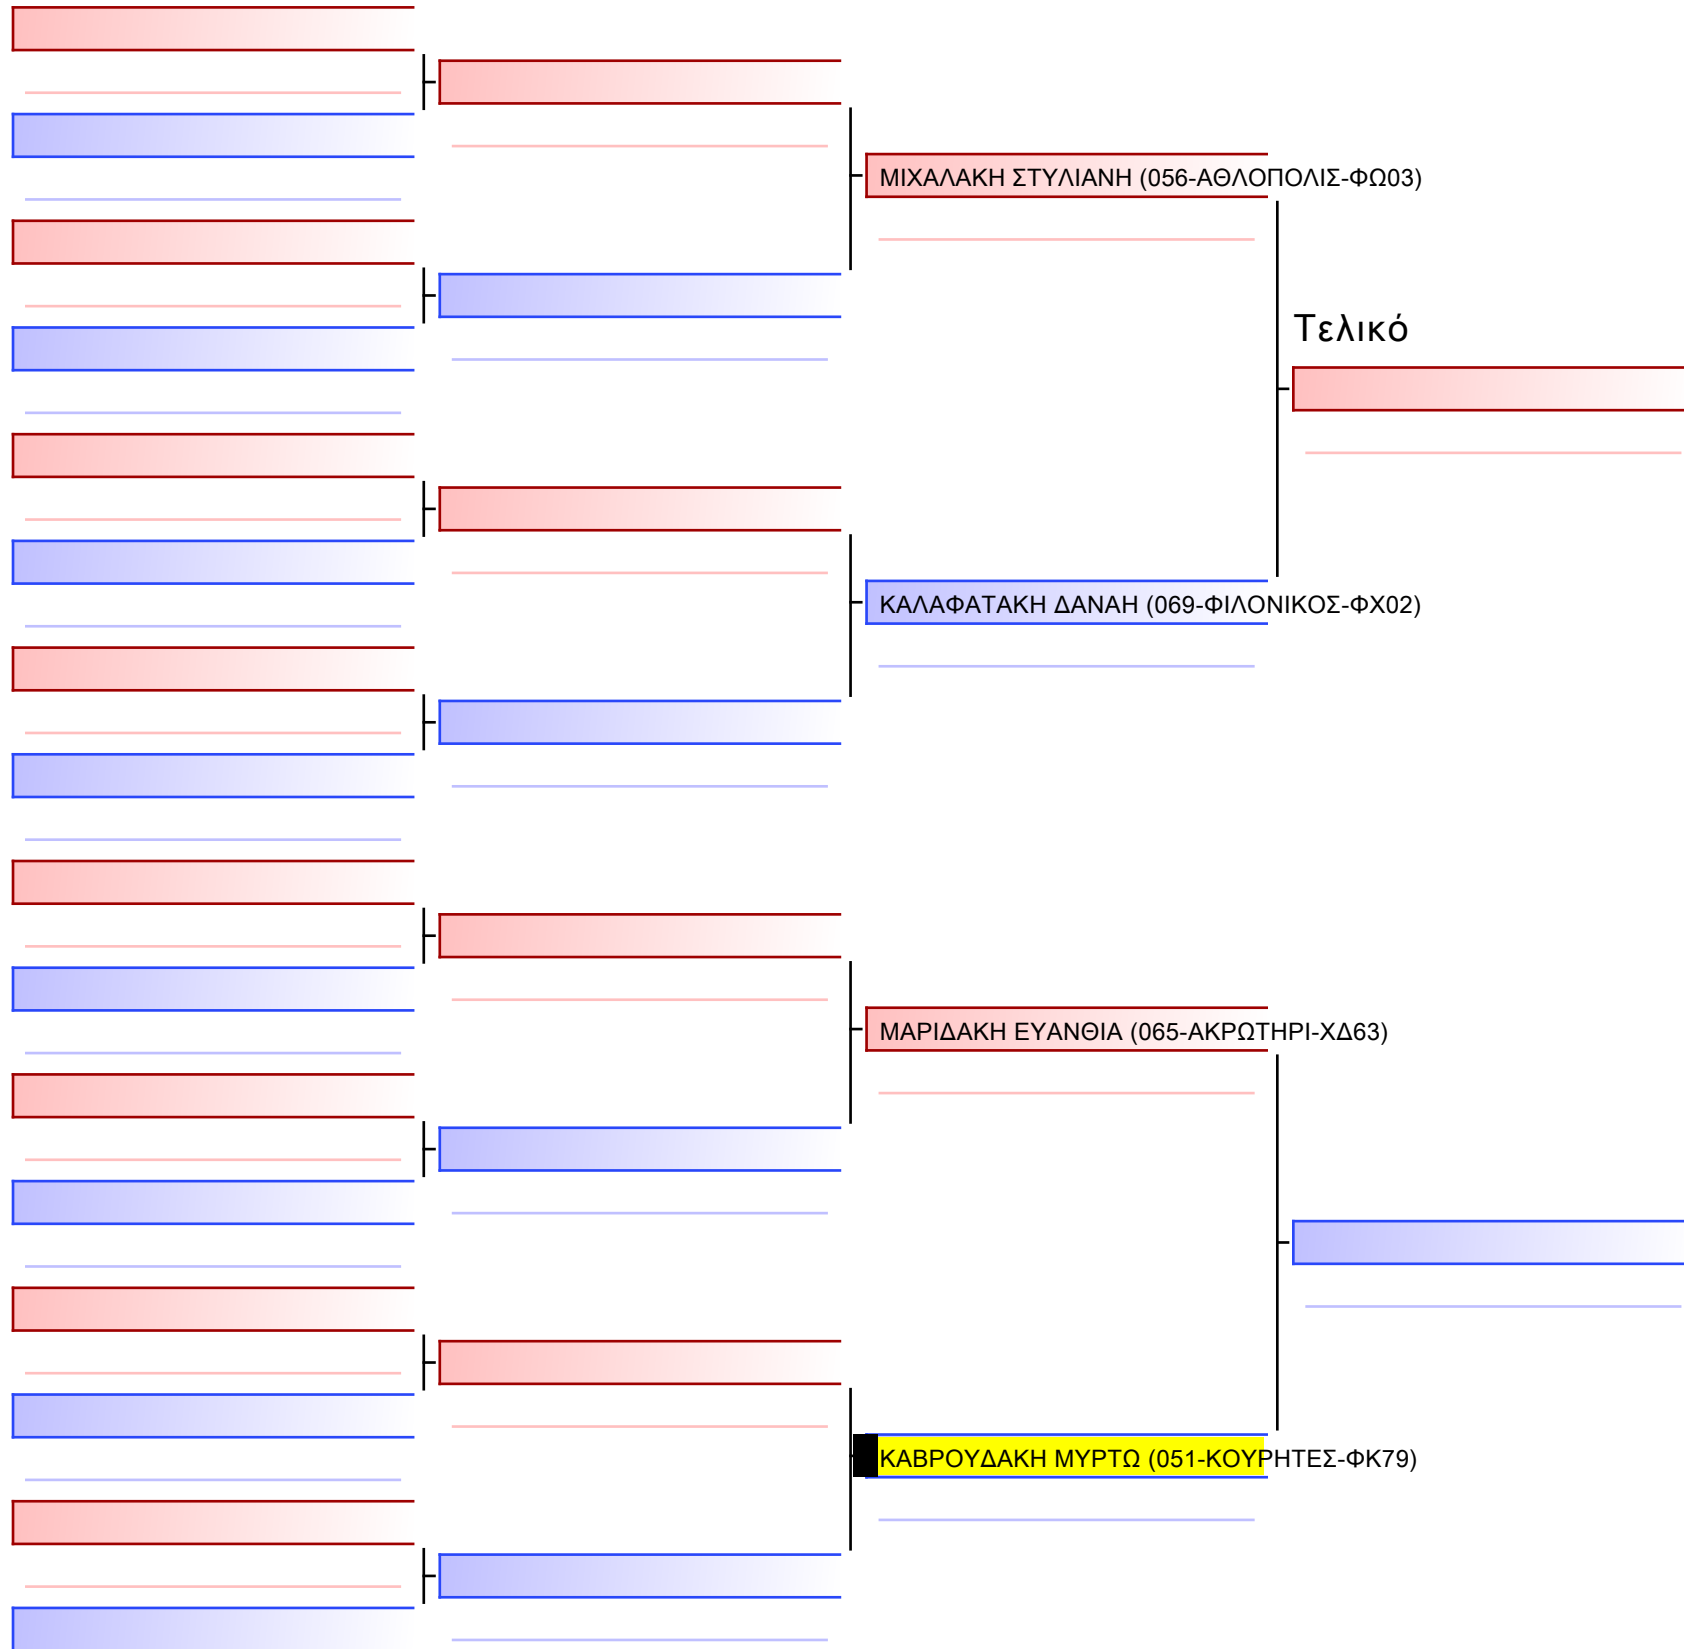 ΜΙΧΑΛΑΚΗ ΣΤΥΛΙΑΝΗ (056-ΑΘΛΟΠΟΛΙΣ-ΦΩ03)
Τελικό
ΚΑΛΑΦΑΤΑΚΗ ΔΑΝΑΗ (069-ΦΙΛΟΝΙΚΟΣ-ΦΧ02)
ΜΑΡΙΔΑΚΗ ΕΥΑΝΘΙΑ (065-ΑΚΡΩΤΗΡΙ-ΧΔ63)
ΚΑΒΡΟΥΔΑΚΗ ΜΥΡΤΩ (051-ΚΟΥΡΗΤΕΣ-ΦΚ79)